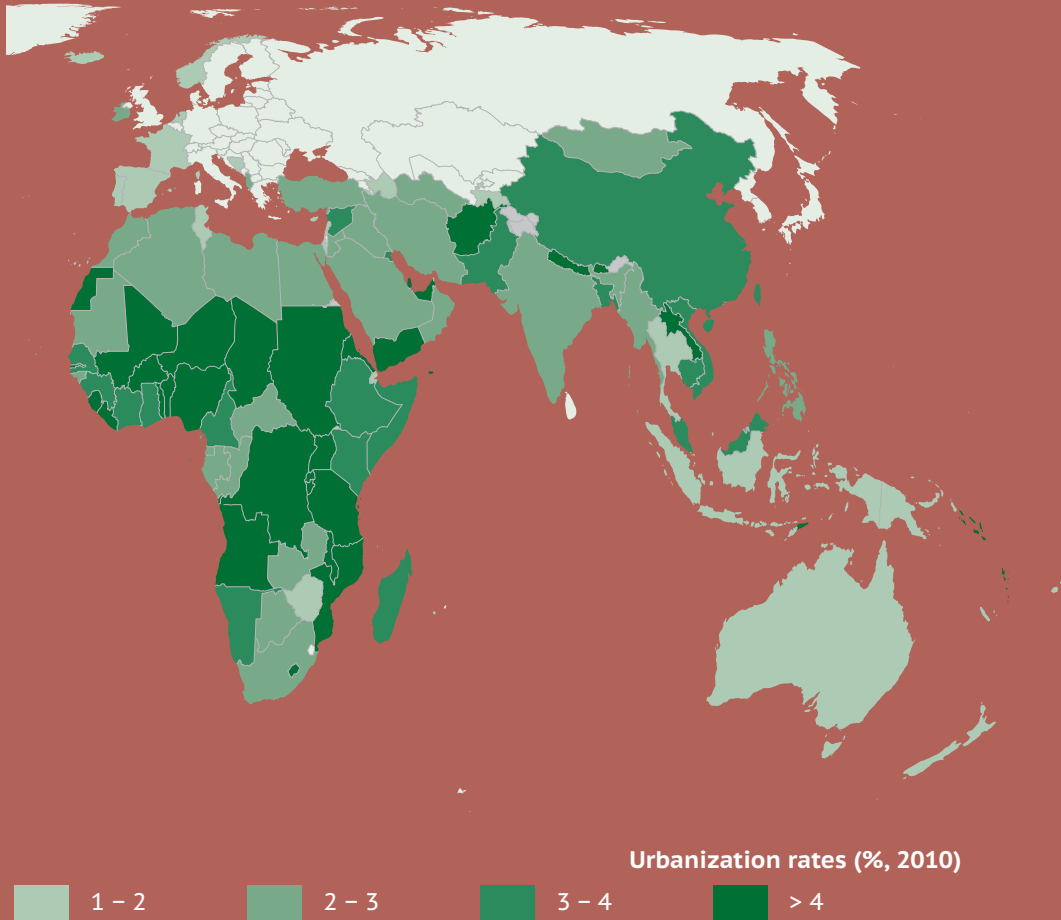 Urbanization rates (%, 2010)
1 – 2
2 – 3
3 – 4
> 4